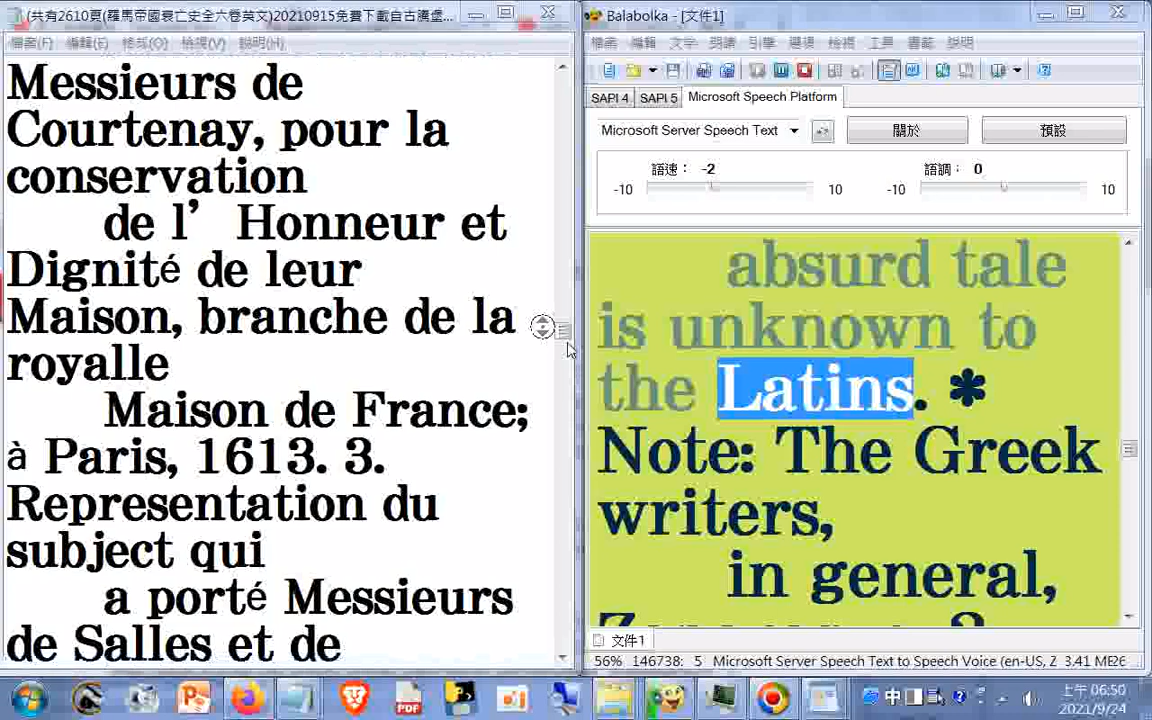 (共有2610頁(羅馬帝國衰亡史全六卷英文)20210915免費下載自古騰堡...
檔案(F) 編輯(E) 格式(O) 檢視(V) 說明(H)
Messieurs de
Courtenay, pour la
conservation
de l’ Honneur et
Dignité de leur
Maison, branche de la
royalle
Maison de France;
à Paris, 1613. 3.
Representation du
subject qui
a porté Messieurs
de Salles et de
Balabolka - [文件1]
檔案 編輯 文字 朗讀 引擎 選項 檢視 工具 書籤 說明
SAPI 4 SAPI 5 Microsoft Speech Platform
Microsoft Server Speech Text 關於 預設
語速： -2 語調： 0
-10 10 -10 10
absurd tale
is unknown to
the Latins. *
Note: The Greek
writers,
in general,
文件1
56% 146738: 5 Microsoft Server Speech Text to Speech Voice (en-US, Z 3.41 ME26
中
上午 06:50
2021/9/24